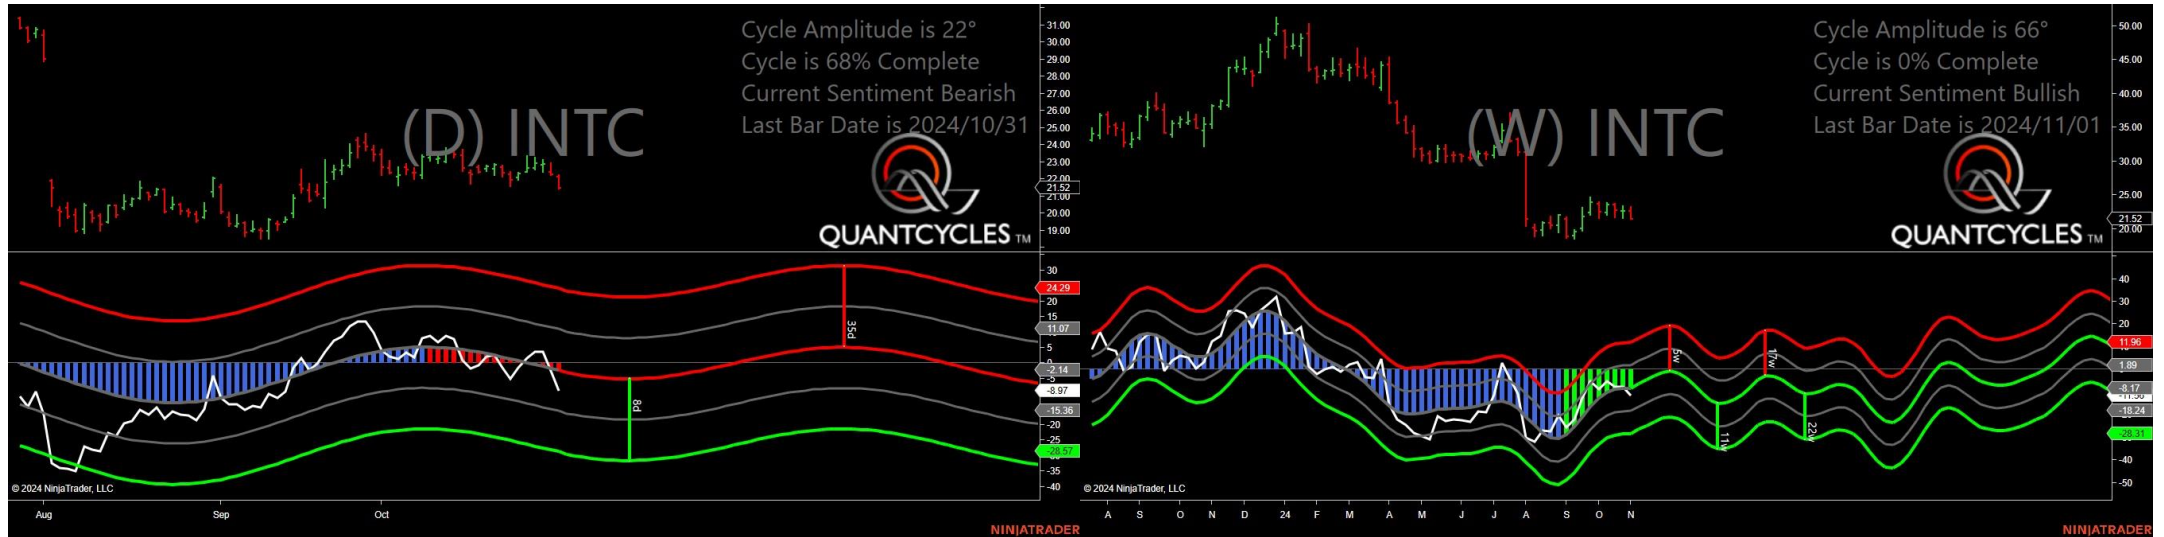 Cycle Amplitude is 22°
Cycle is 68% Complete
Current Sentiment Bearish
Last Bar Date is 2024/10/31
(D) INTC
QUANTCYCLES TM
31.00
30.00
29.00
28.00
27.00
26.00
25.00
24.00
23.00
22.00
21.52
21.00
20.00
19.00
30
24.29
20
15
11.07
5
0
-2.14
-5
-8.97
-15.36
-20
-25
-28.57
-35
-40
35d
8d
© 2024 NinjaTrader, LLC
Aug Sep Oct
NINJATRADER
Cycle Amplitude is 66°
Cycle is 0% Complete
Current Sentiment Bullish
Last Bar Date is 2024/11/01
(W) INTC
QUANTCYCLES TM
50.00
45.00
40.00
35.00
30.00
25.00
21.52
20.00
40
30
20
11.96
1.89
-8.17
-18.24
-28.31
-40
-50
5w
17w
11w
22w
© 2024 NinjaTrader, LLC
A S O N D 24 F M A M J J A S O N
NINJATRADER